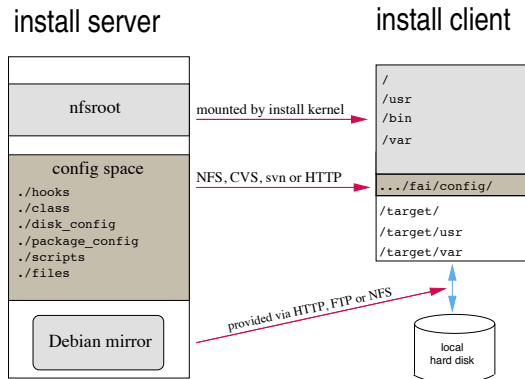 install server
install client
nfsroot
mounted by install kernel
/
/usr
/bin
/var
config space
./hooks
./class
./disk_config
./package_config
./scripts
./files
NFS, CVS, svn or HTTP
.../fai/config/
/target/
/target/usr
/target/var
provided via HTTP, FTP or NFS
Debian mirror
local
hard disk